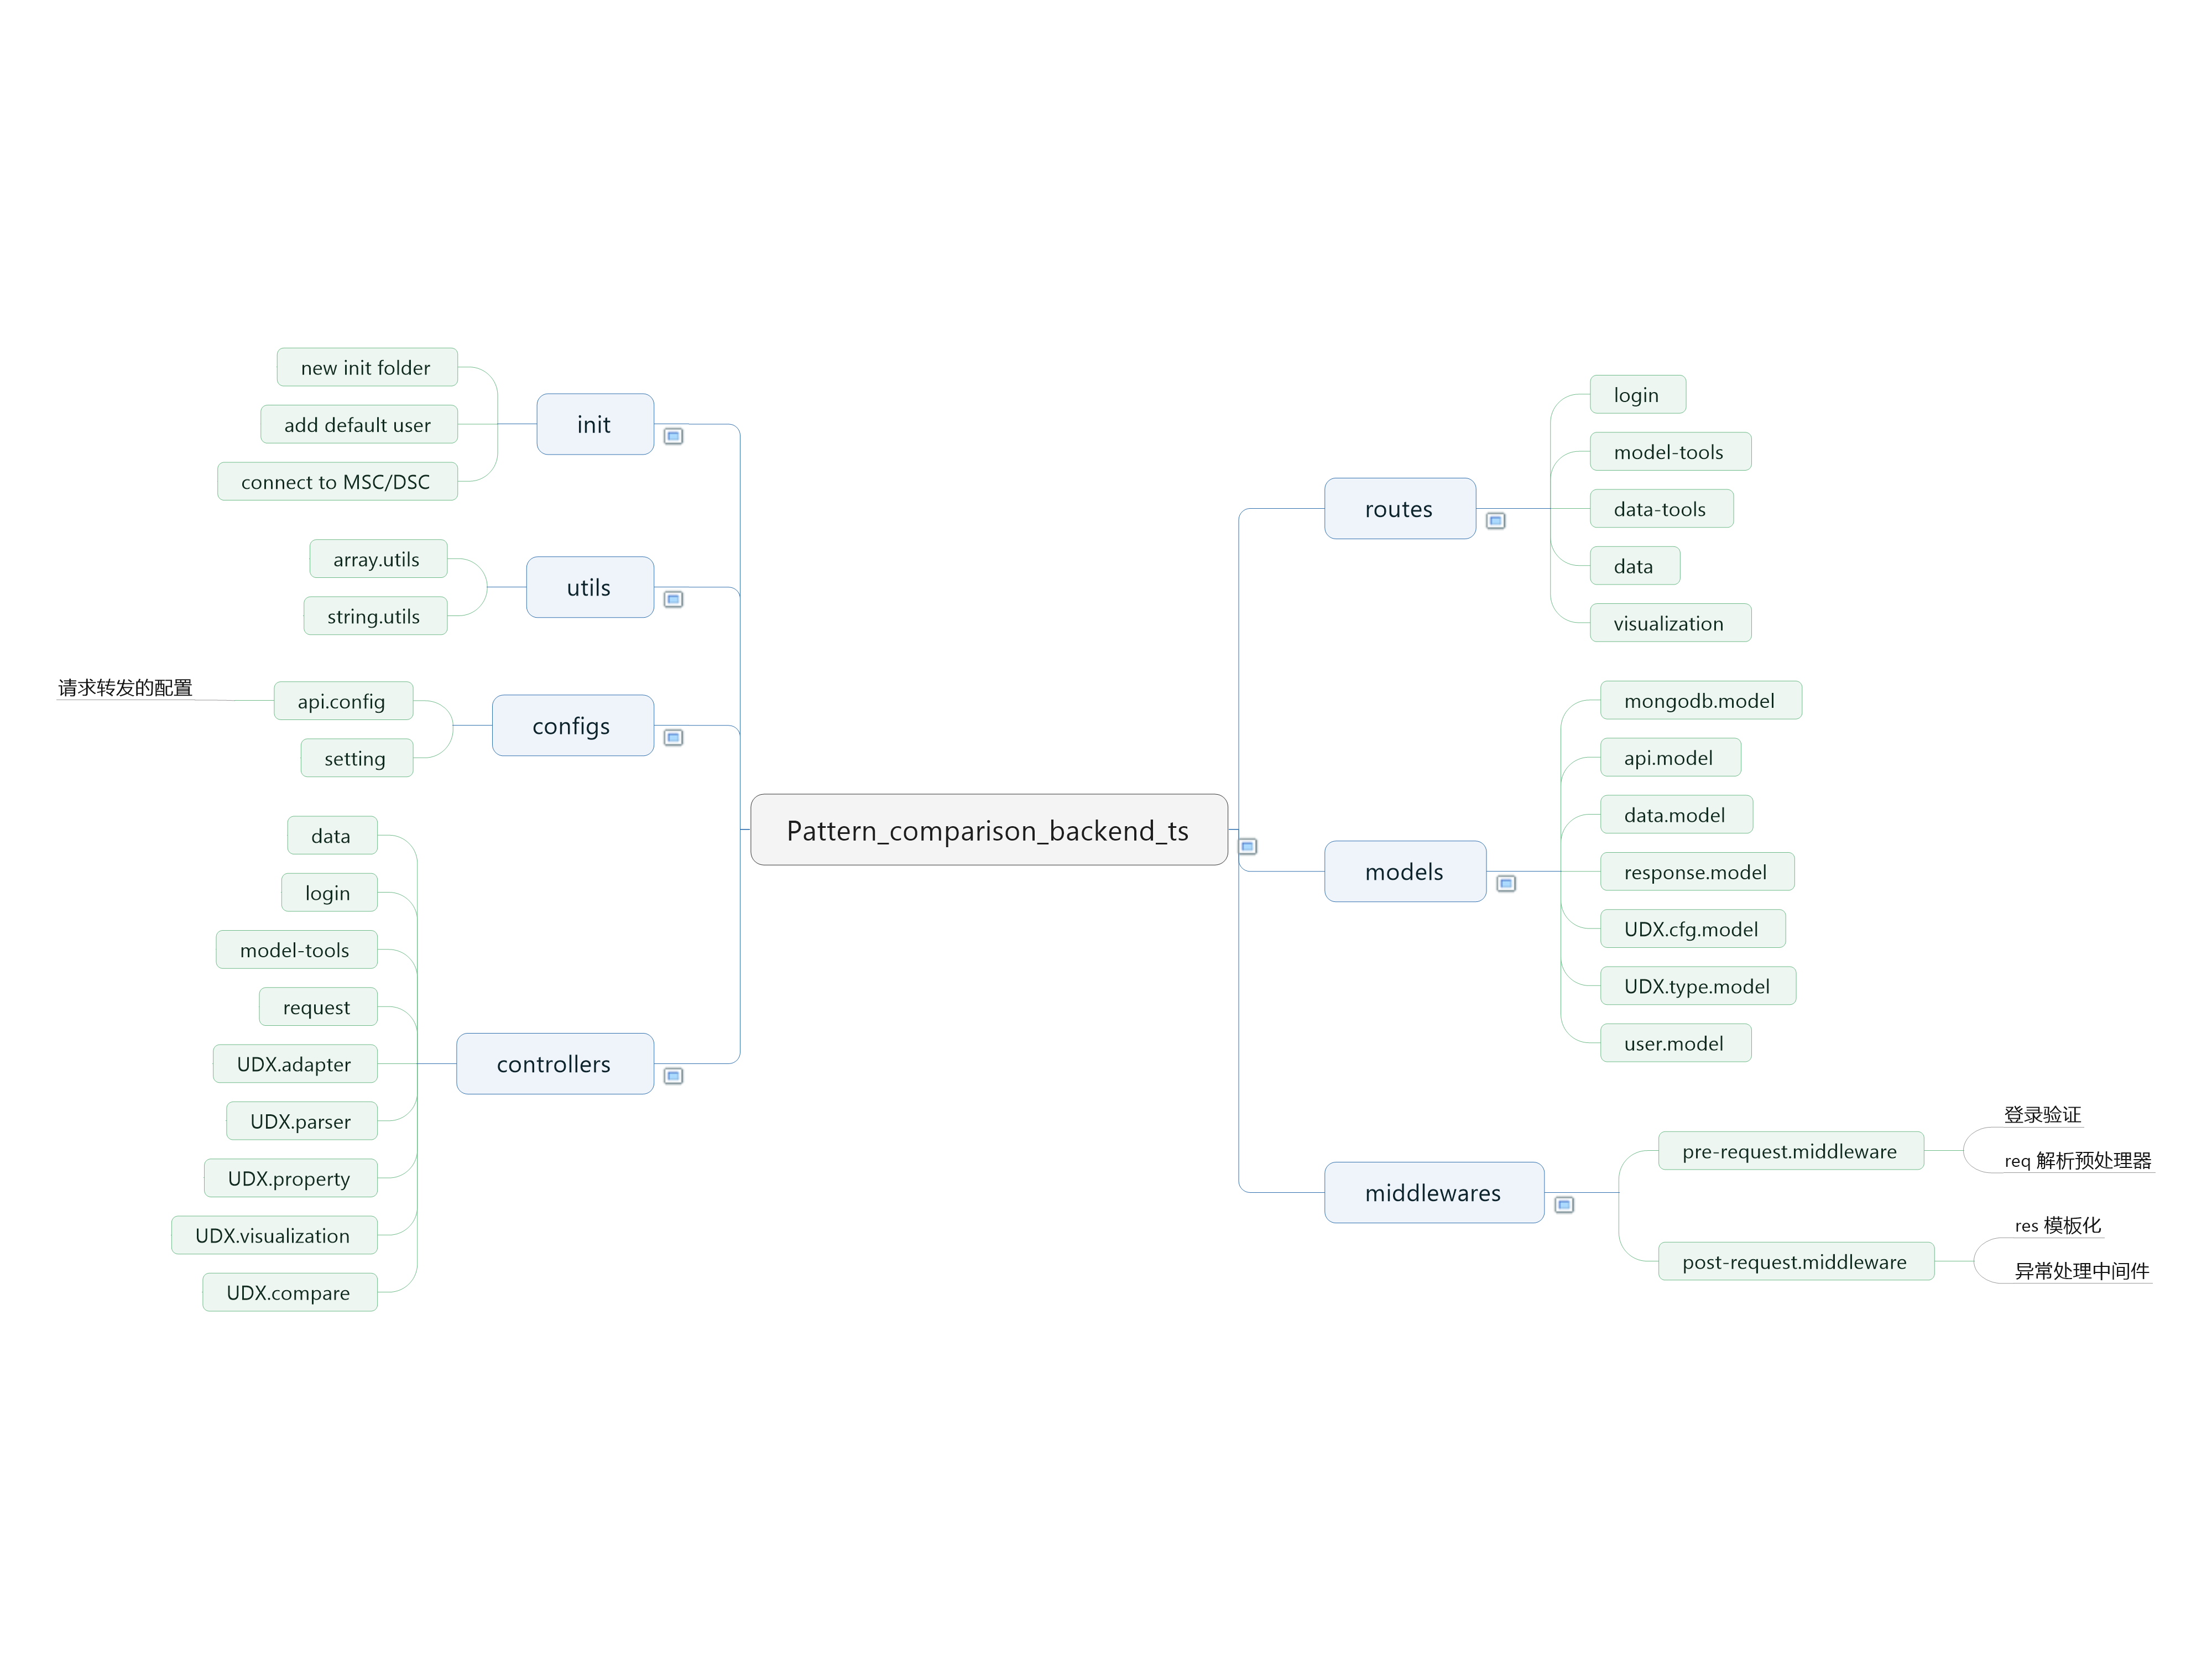 Pattern_comparison_backend_ts
init
new init folder
add default user
connect to MSC/DSC
utils
array.utils
string.utils
configs
api.config
请求转发的配置
setting
controllers
data
login
model-tools
request
UDX.adapter
UDX.parser
UDX.property
UDX.visualization
UDX.compare
routes
login
model-tools
data-tools
data
visualization
models
mongodb.model
api.model
data.model
response.model
UDX.cfg.model
UDX.type.model
user.model
middlewares
pre-request.middleware
登录验证
req 解析预处理器
post-request.middleware
res 模板化
异常处理中间件